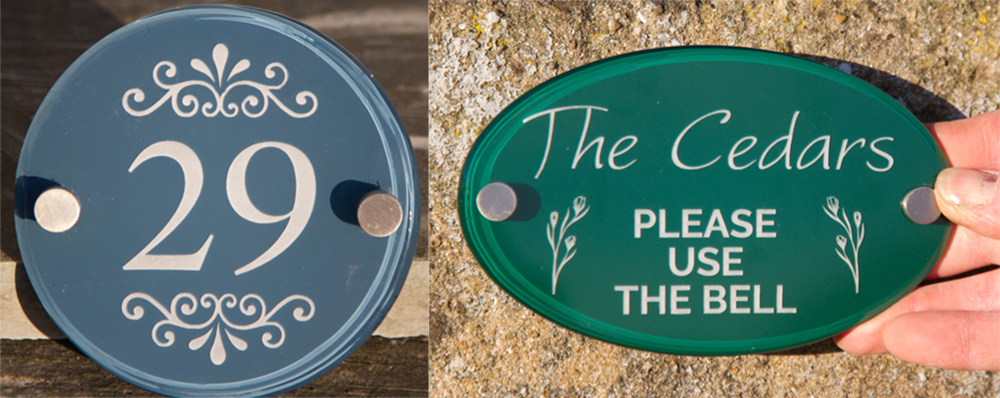 29
The Cedars
PLEASE
USE
THE BELL